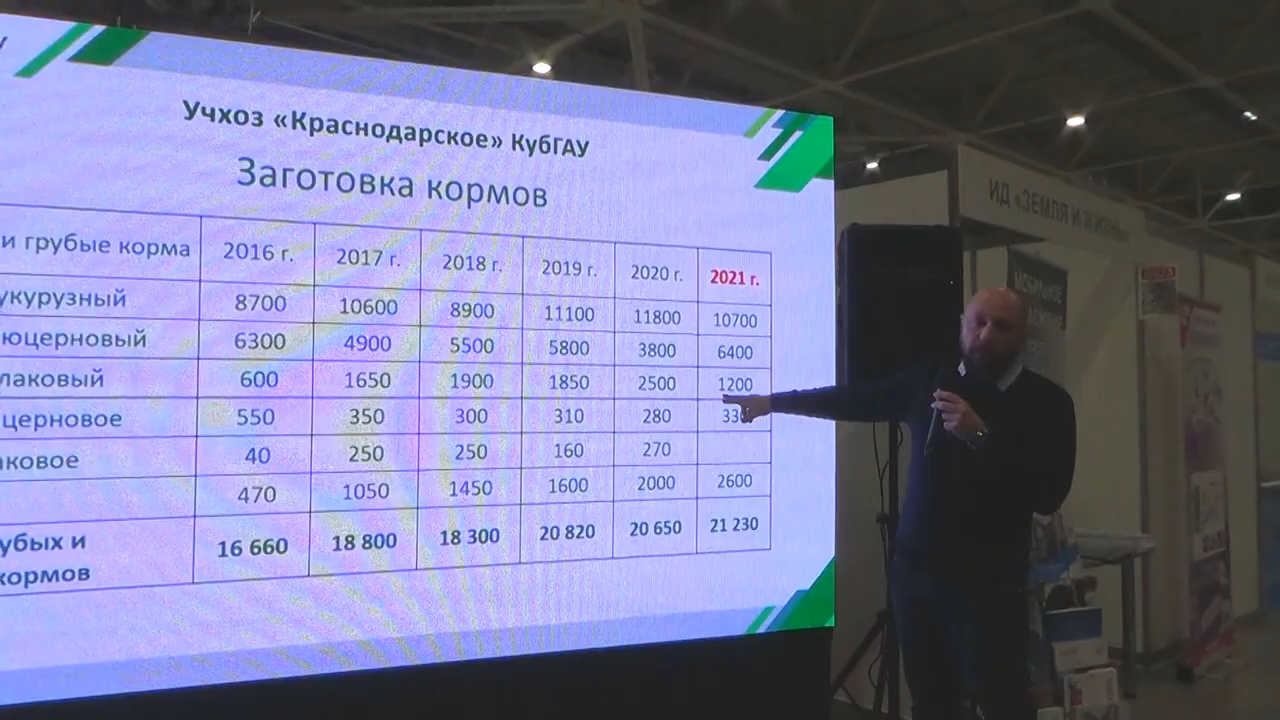 Учхоз «Краснодарское» КубГАУ
Заготовка кормов
и грубые корма 2016 г. 2017 г. 2018 г. 2019 г. 2020 г. 2021 г.
укурузный 8700 10600 8900 11100 11800 10700
юцерновый 6300 4900 5500 5800 3800 6400
лаковый 600 1650 1900 1850 2500 1200
церновое 550 350 300 310 280 330
аковое 40 250 250 160 270
470 1050 1450 1600 2000 2600
убых и
кормов 16 660 18 800 18 300 20 820 20 650 21 230
ИД «ЗЕМЛЯ И ЖИЗНЬ»
МОБИЛЬНОЕ